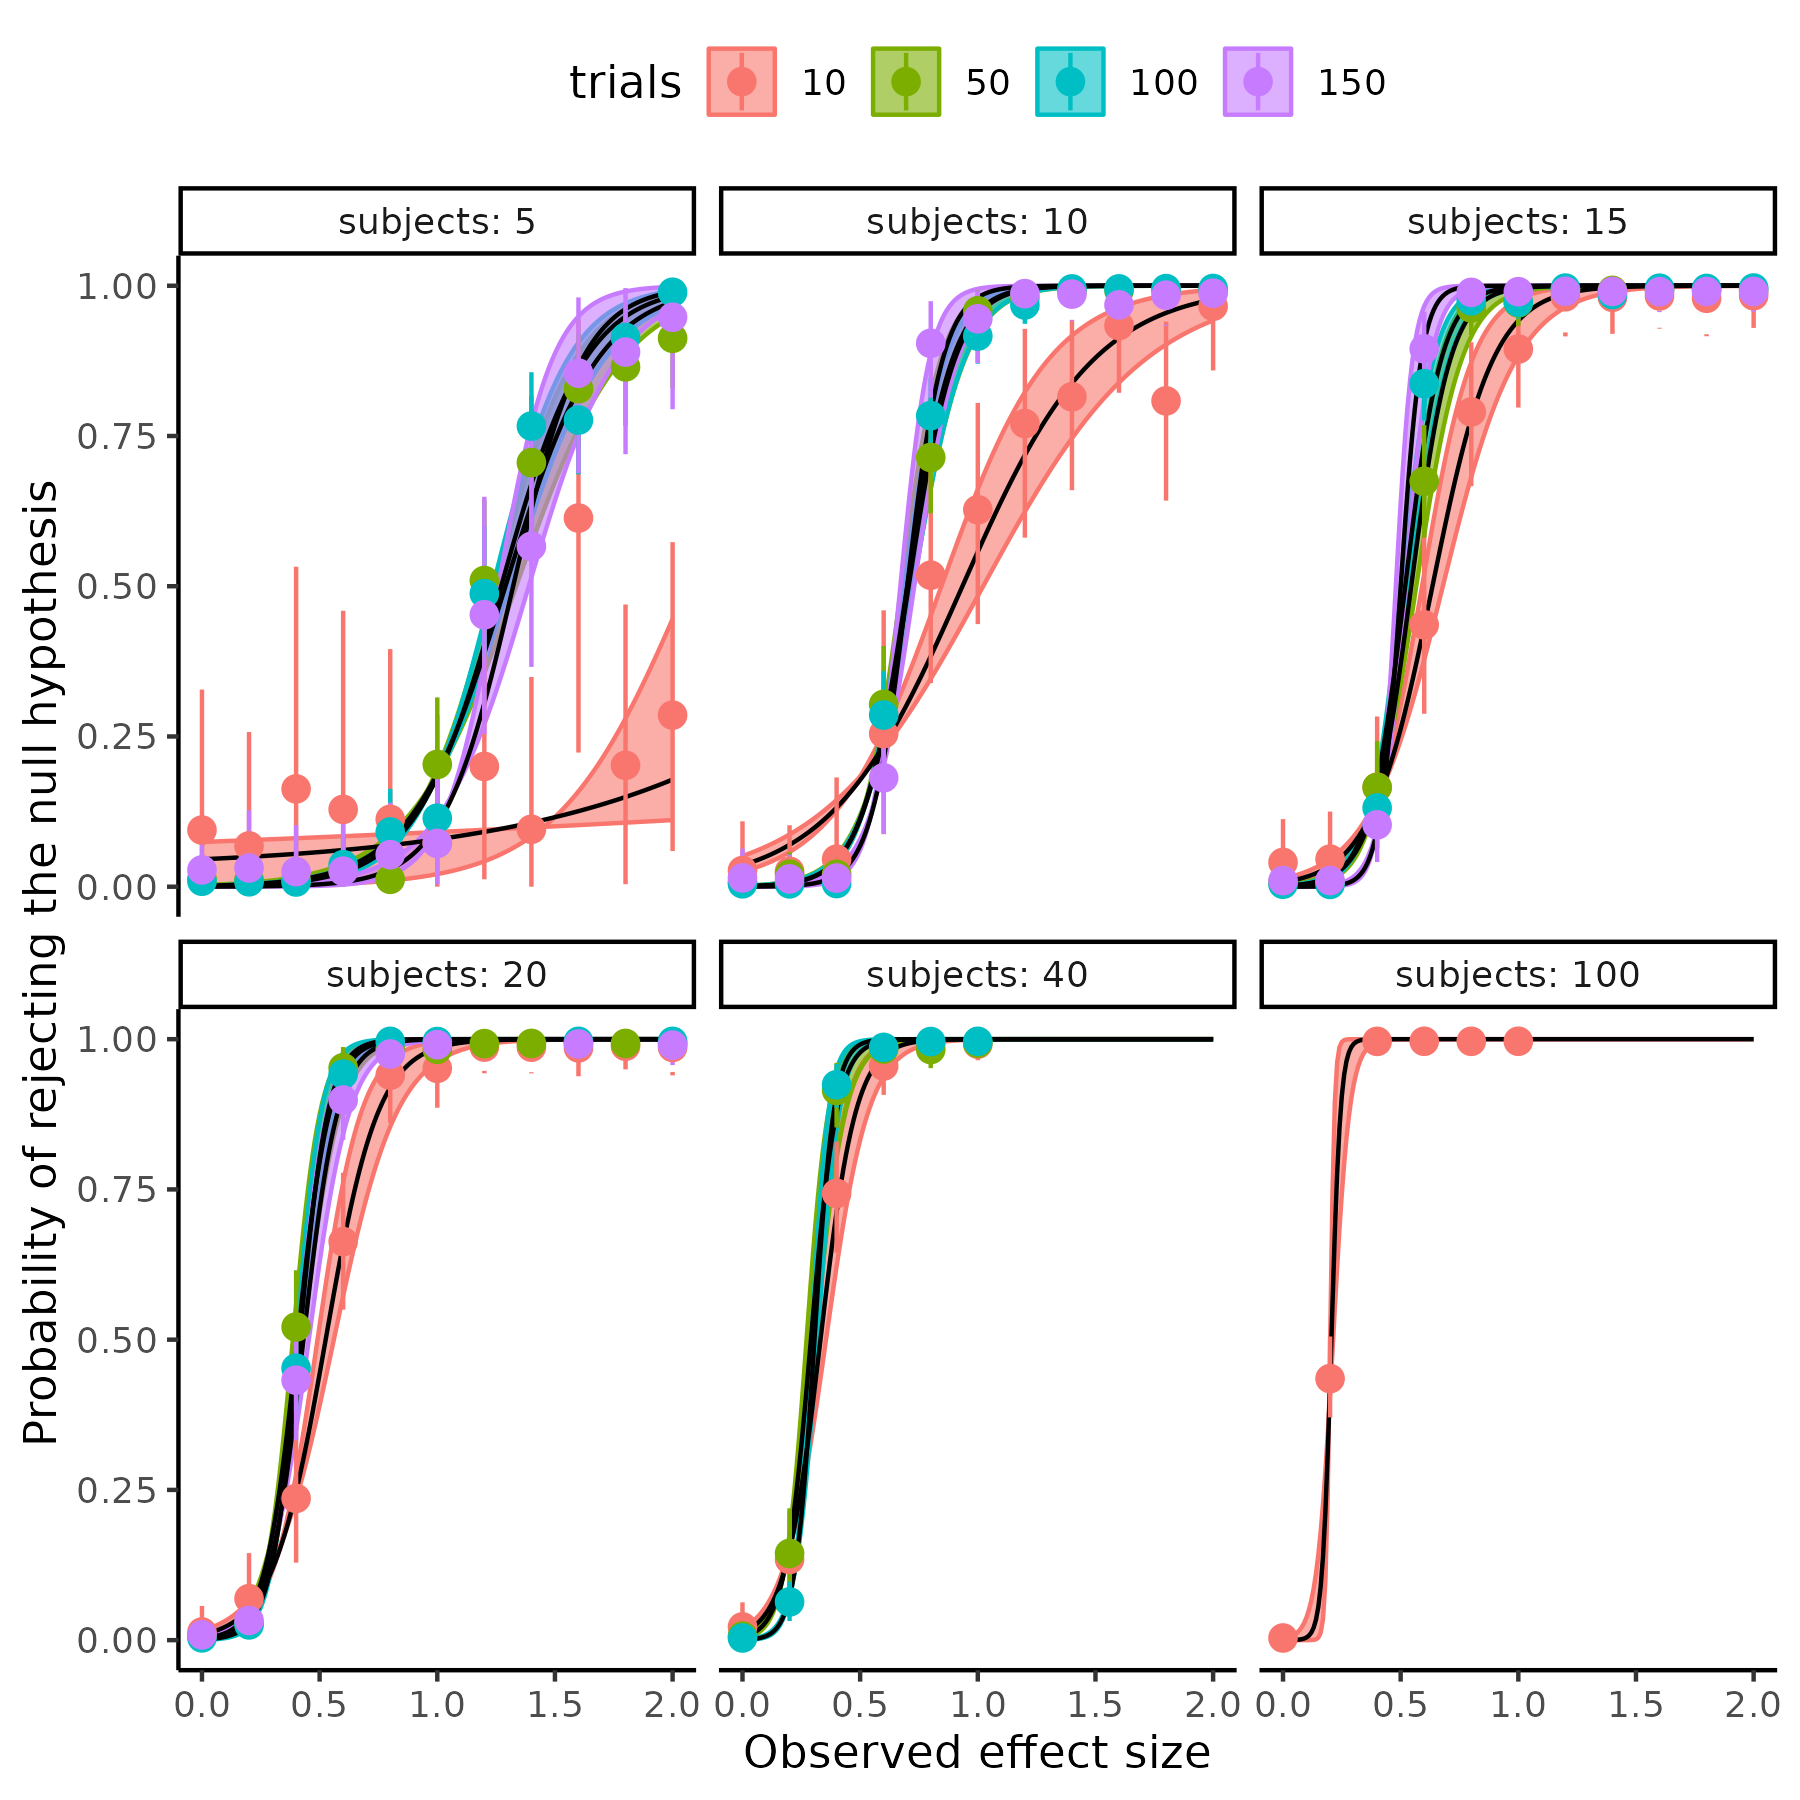 trials 10 50 100 150
subjects: 5 subjects: 10 subjects: 15
1.00
0.75
0.50
0.25
0.00
subjects: 20 subjects: 40 subjects: 100
1.00
0.75
0.50
0.25
0.00
0.0 0.5 1.0 1.5 2.0 0.0 0.5 1.0 1.5 2.0 0.0 0.5 1.0 1.5 2.0
Observed effect size
Probability of rejecting the null hypothesis